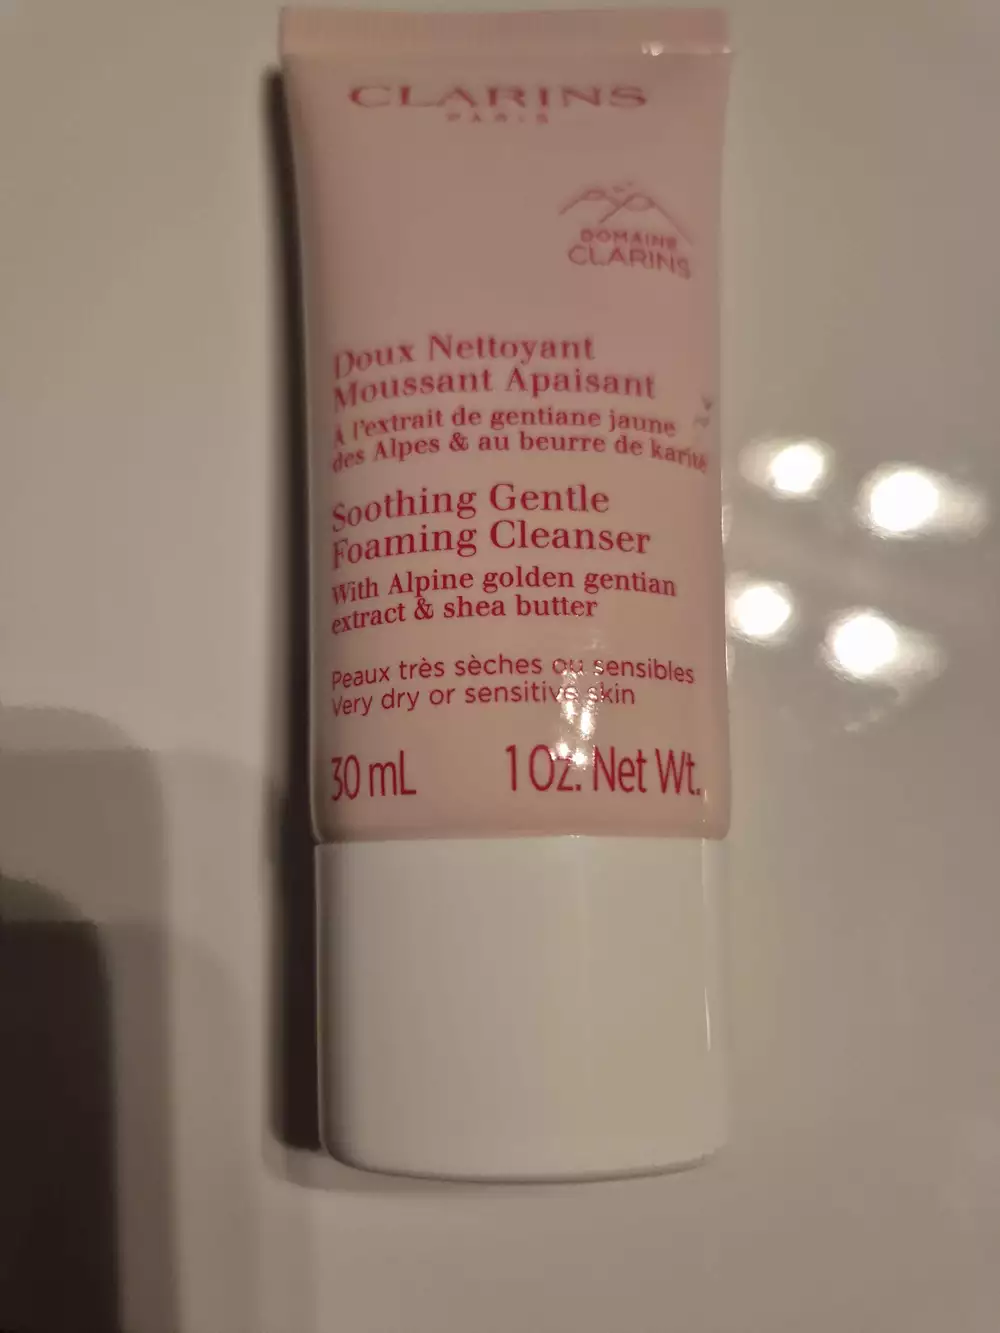 CLARINS
PARIS
DOMAINE
CLARINS
Doux Nettoyant
Moussant Apaisant
À l'extrait de gentiane jaune
des Alpes & au beurre de karité
Soothing Gentle
Foaming Cleanser
With Alpine golden gentian
extract & shea butter
Peaux très sèches ou sensibles
Very dry or sensitive skin
30 mL 1 OZ. Net Wt.